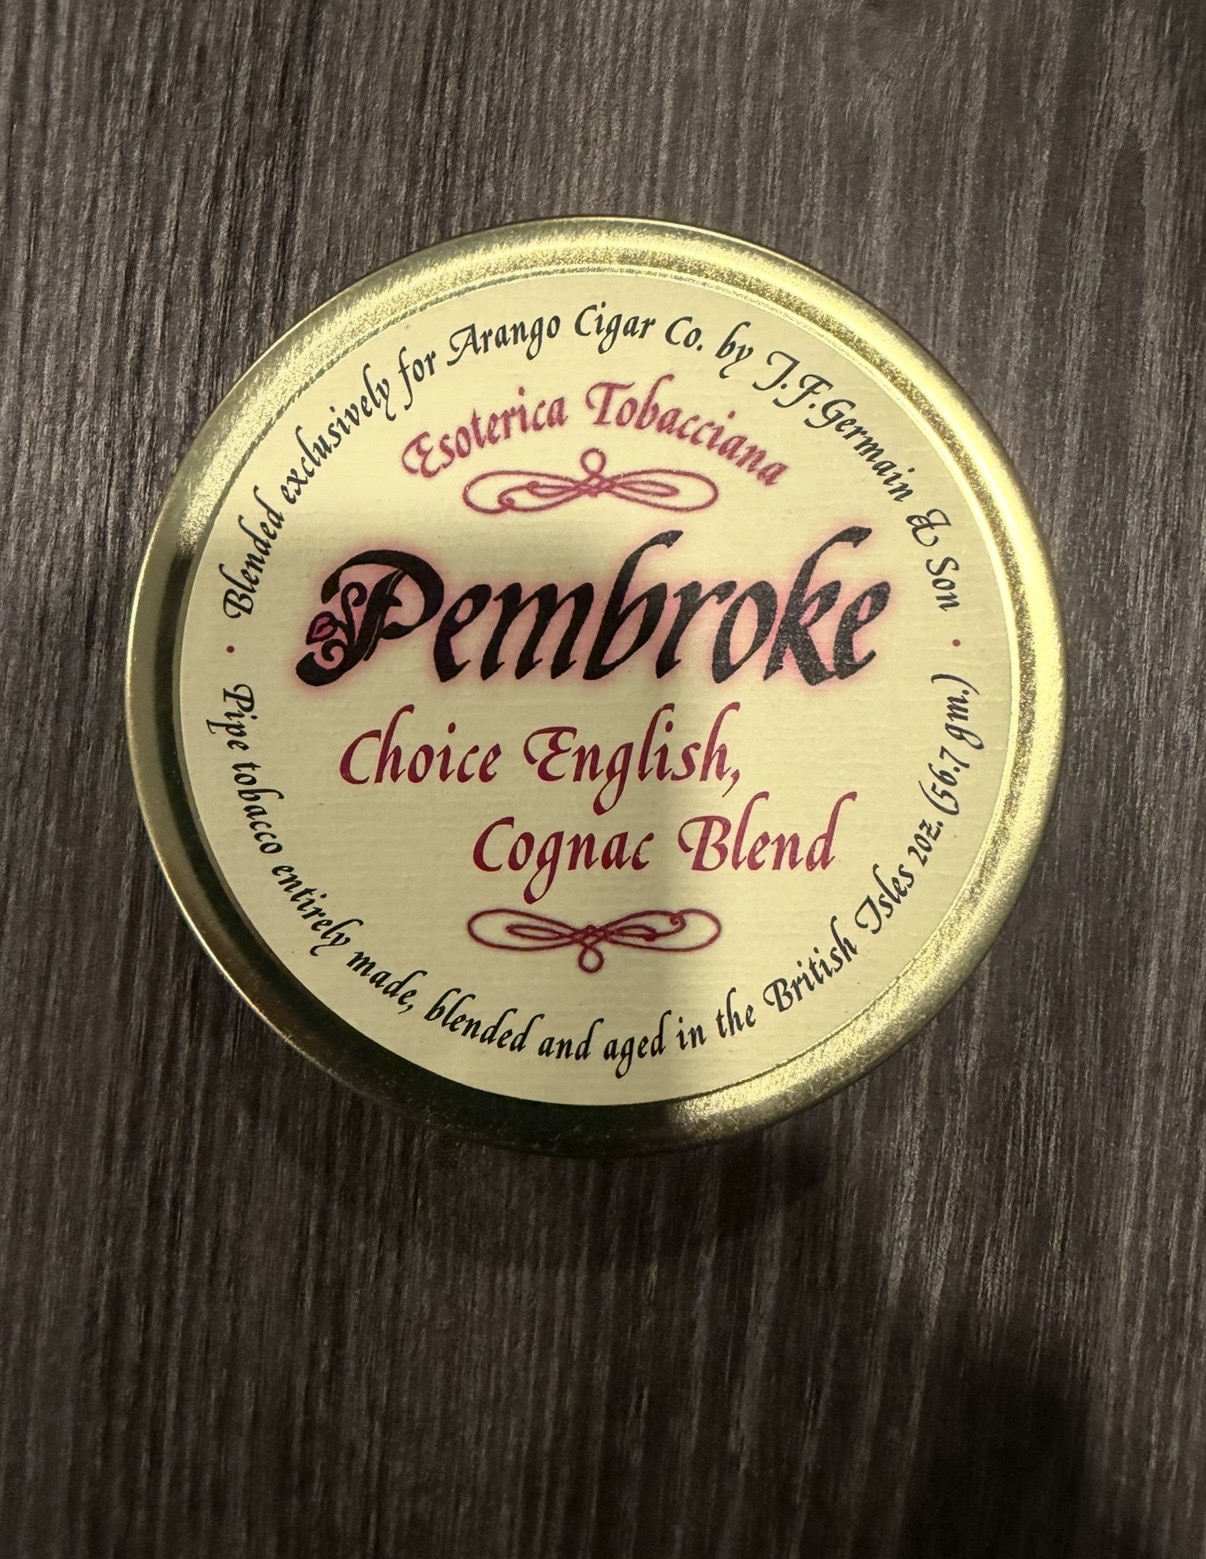 Blended exclusively for Arango Cigar Co. by J.F.Germain & Son
Esoterica Tobacciana
Pembroke
Choice English,
Cognac Blend
Pipe tobacco entirely made, blended and aged in the British Isles 2oz. (56.7 gm.)